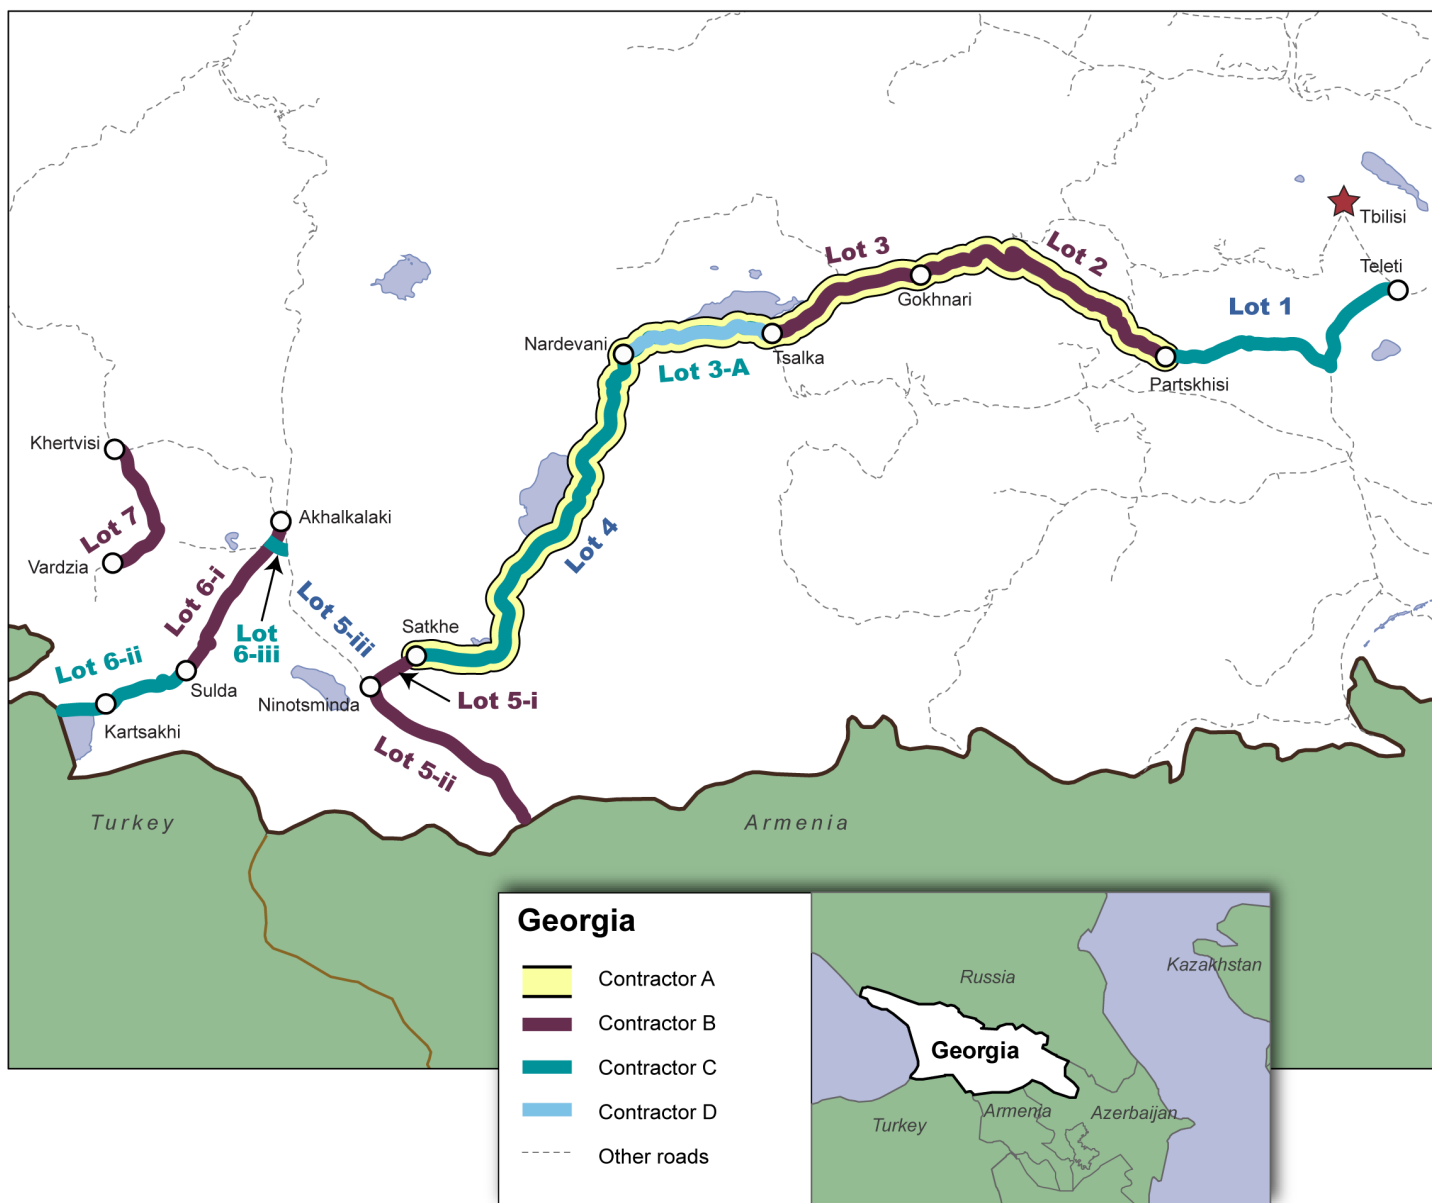 Tbilisi
Teleti
Lot 3
Lot 2
Gokhnari
Lot 1
Nardevani
Tsalka
Lot 3-A
Partskhisi
Khertvisi
Lot 7
Akhalkalaki
Vardzia
Lot 4
Lot 6-i
Lot 5-iii
Lot
6-iii
Satkhe
Lot 6-ii
Sulda
Ninotsminda
Lot 5-i
Kartsakhi
Lot 5-ii
Turkey
Armenia
Georgia
Contractor A
Contractor B
Contractor C
Contractor D
Other roads
Russia
Kazakhstan
Georgia
Armenia
Azerbaijan
Turkey